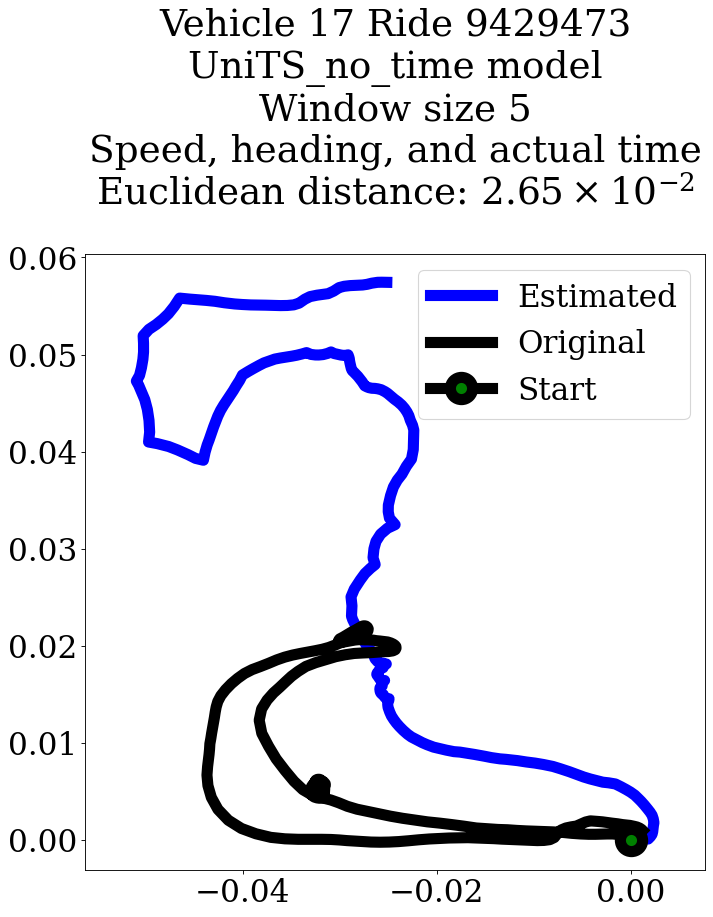 Vehicle 17 Ride 9429473
UniTS_no_time model
Window size 5
Speed, heading, and actual time
Euclidean distance: 2.65 × 10⁻²
Estimated
Original
Start
0.06
0.05
0.04
0.03
0.02
0.01
0.00
−0.04
−0.02
0.00